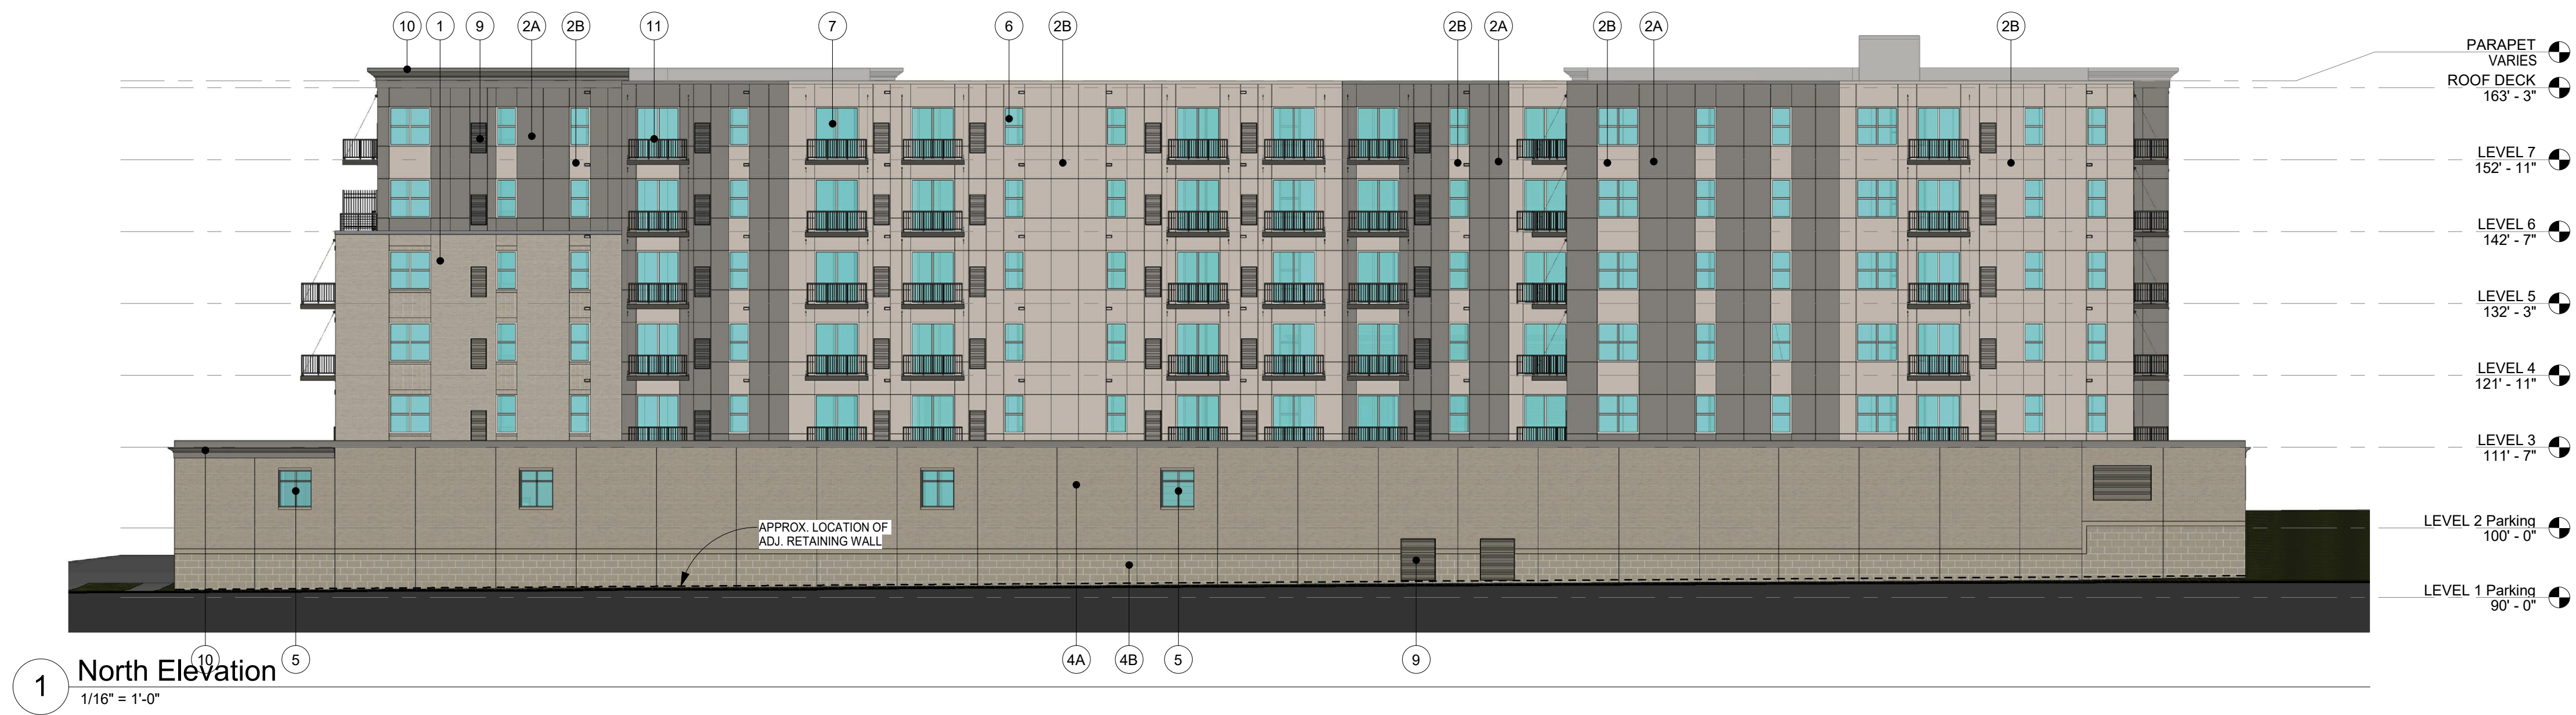 10 1 9 2A 2B 11 7 6 2B 2B 2A 2B 2A 2B
PARAPET
VARIES
ROOF DECK
163' - 3"
LEVEL 7
152' - 11"
LEVEL 6
142' - 7"
LEVEL 5
132' - 3"
LEVEL 4
121' - 11"
LEVEL 3
111' - 7"
LEVEL 2 Parking
100' - 0"
LEVEL 1 Parking
90' - 0"
APPROX. LOCATION OF
ADJ. RETAINING WALL
10 5 4A 4B 5 9
1 North Elevation
1/16" = 1'-0"